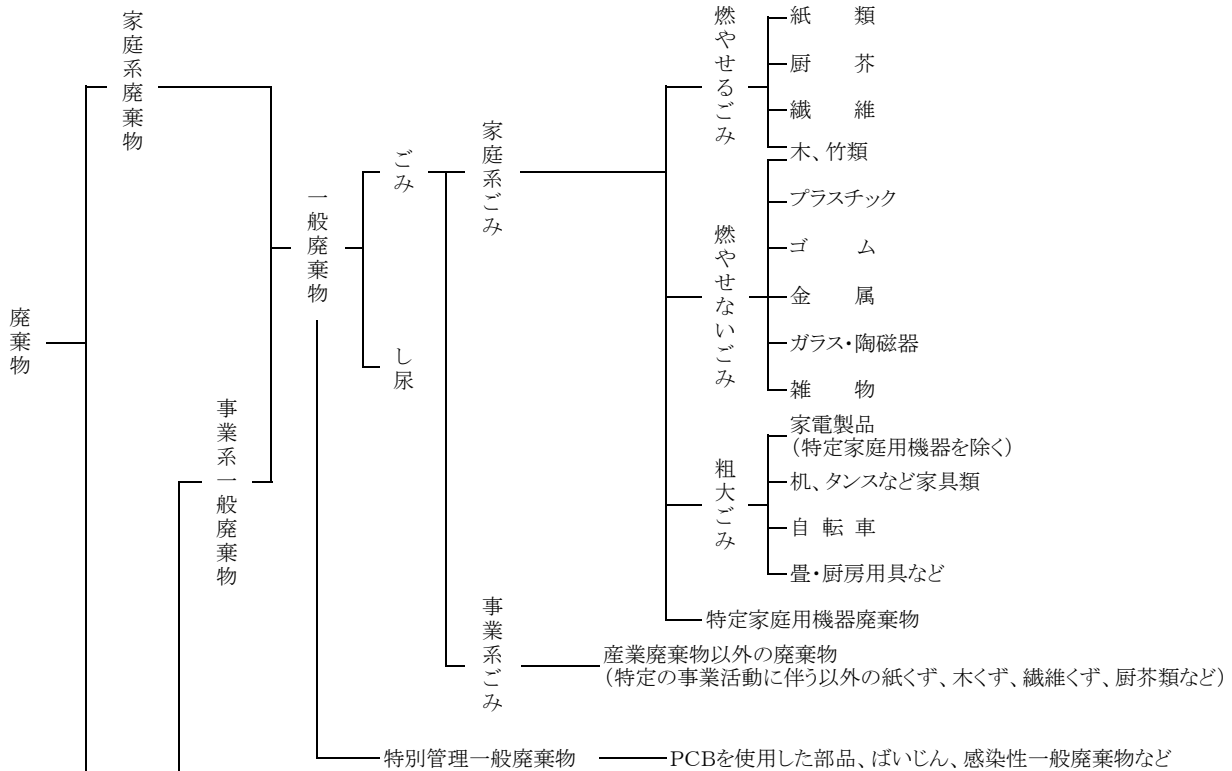 廃棄物
家庭系廃棄物
事業系一般廃棄物
一般廃棄物
ごみ
し尿
家庭系ごみ
燃やせるごみ
紙　類
厨　芥
繊　維
木、竹類
燃やせないごみ
プラスチック
ゴ　ム
金　属
ガラス・陶磁器
雑　物
粗大ごみ
家電製品
（特定家庭用機器を除く）
机、タンスなど家具類
自 転 車
畳・厨房用具など
特定家庭用機器廃棄物
事業系ごみ
産業廃棄物以外の廃棄物
（特定の事業活動に伴う以外の紙くず、木くず、繊維くず、厨芥類など）
特別管理一般廃棄物
PCBを使用した部品、ばいじん、感染性一般廃棄物など